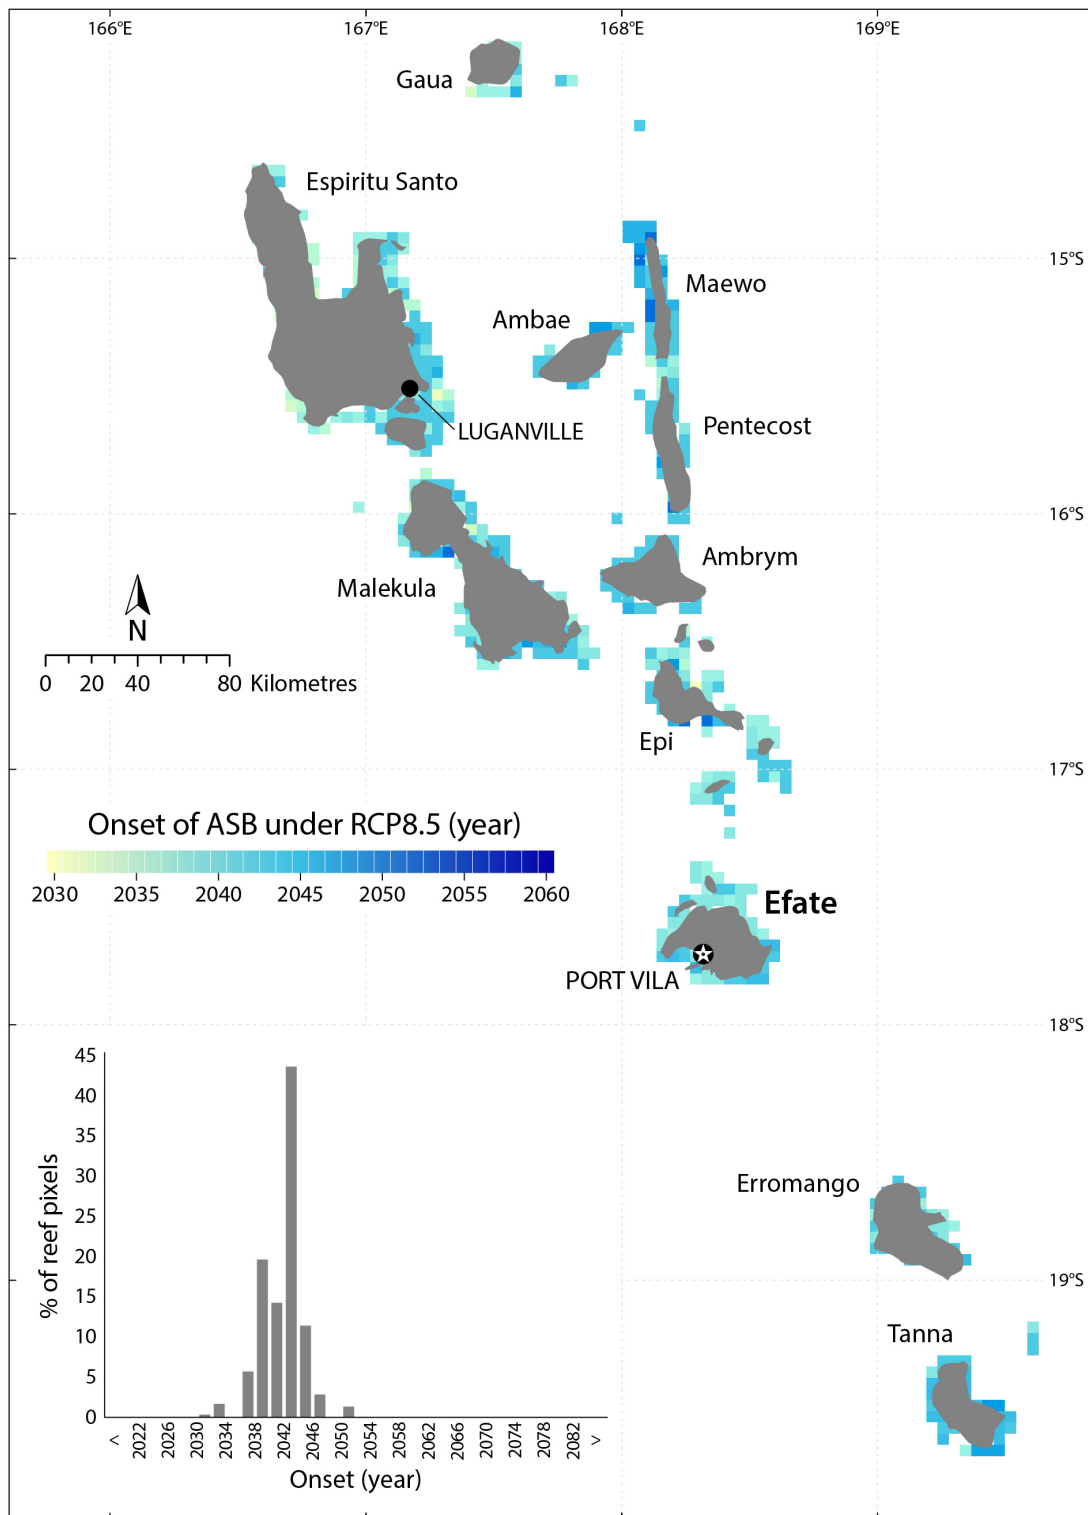 166°E 167°E 168°E 169°E
Gaua
Espiritu Santo
15°S
Maewo
Ambae
Pentecost
LUGANVILLE
16°S
Ambrym
Malekula
N
0 20 40 80 Kilometres
Epi
17°S
Onset of ASB under RCP8.5 (year)
2030 2035 2040 2045 2050 2055 2060
Efate
PORT VILA
18°S
45
40
35
30
25
20
15
10
5
0
% of reef pixels
< 2022 2026 2030 2034 2038 2042 2046 2050 2054 2058 2062 2066 2070 2074 2078 2082 >
Onset (year)
Erromango
19°S
Tanna